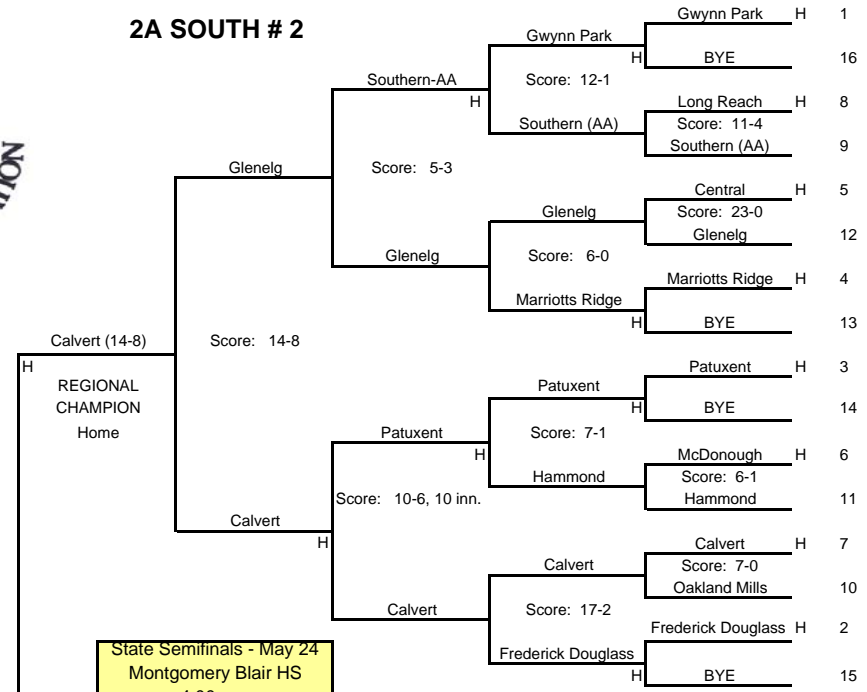 2A SOUTH # 2
Gwynn Park H 1
Gwynn Park
H BYE 16
Southern-AA
H
Score: 12-1
Long Reach H 8
Southern (AA)
Score: 11-4
Southern (AA) 9
Glenelg
Score: 5-3
Central H 5
Glenelg
Score: 23-0
Glenelg 12
Glenelg
Score: 6-0
Marriotts Ridge H 4
Marriotts Ridge
H BYE 13
Calvert (14-8)
H
Score: 14-8
REGIONAL
CHAMPION
Home
Patuxent H 3
Patuxent
H BYE 14
Patuxent
H
Score: 7-1
McDonough H 6
Hammond
Score: 6-1
Hammond 11
Score: 10-6, 10 inn.
Calvert
H
Calvert H 7
Calvert
Score: 7-0
Oakland Mills 10
Calvert
Score: 17-2
Frederick Douglass H 2
Frederick Douglass
H BYE 15
State Semifinals - May 24
Montgomery Blair HS